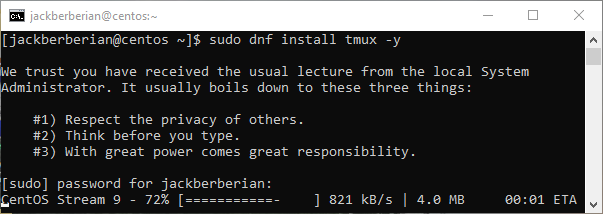 jackberberian@centos:~
[jackberberian@centos ~]$ sudo dnf install tmux -y
We trust you have received the usual lecture from the local System
Administrator. It usually boils down to these three things:
#1) Respect the privacy of others.
#2) Think before you type.
#3) With great power comes great responsibility.
[sudo] password for jackberberian:
CentOS Stream 9 - 72% [===========-    ] 821 kB/s | 4.0 MB     00:01 ETA